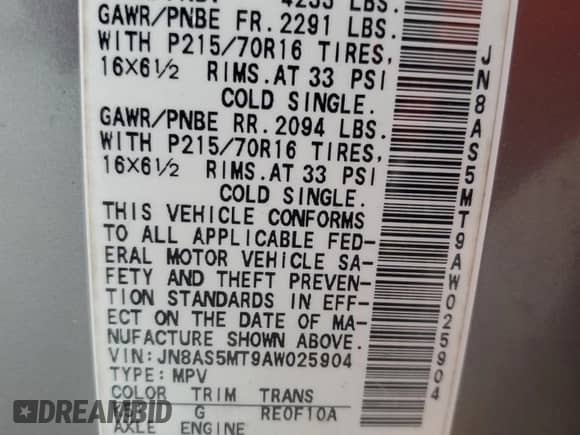 4255 LBS.
GAWR/PNBE FR. 2291 LBS.
WITH P215/70R16 TIRES,
16X6½ RIMS. AT 33 PSI
COLD SINGLE.
GAWR/PNBE RR. 2094 LBS.
WITH P215/70R16 TIRES,
16X6½ RIMS. AT 33 PSI
COLD SINGLE.
THIS VEHICLE CONFORMS
TO ALL APPLICABLE FED-
ERAL MOTOR VEHICLE SA-
FETY AND THEFT PREVEN-
TION STANDARDS IN EFF-
ECT ON THE DATE OF MA-
NUFACTURE SHOWN ABOVE.
VIN: JN8AS5MT9AW025904
TYPE: MPV
COLOR TRIM TRANS
G RE0F10A
AXLE ENGINE
JN8AS5MT9AW025904
DREAMBID